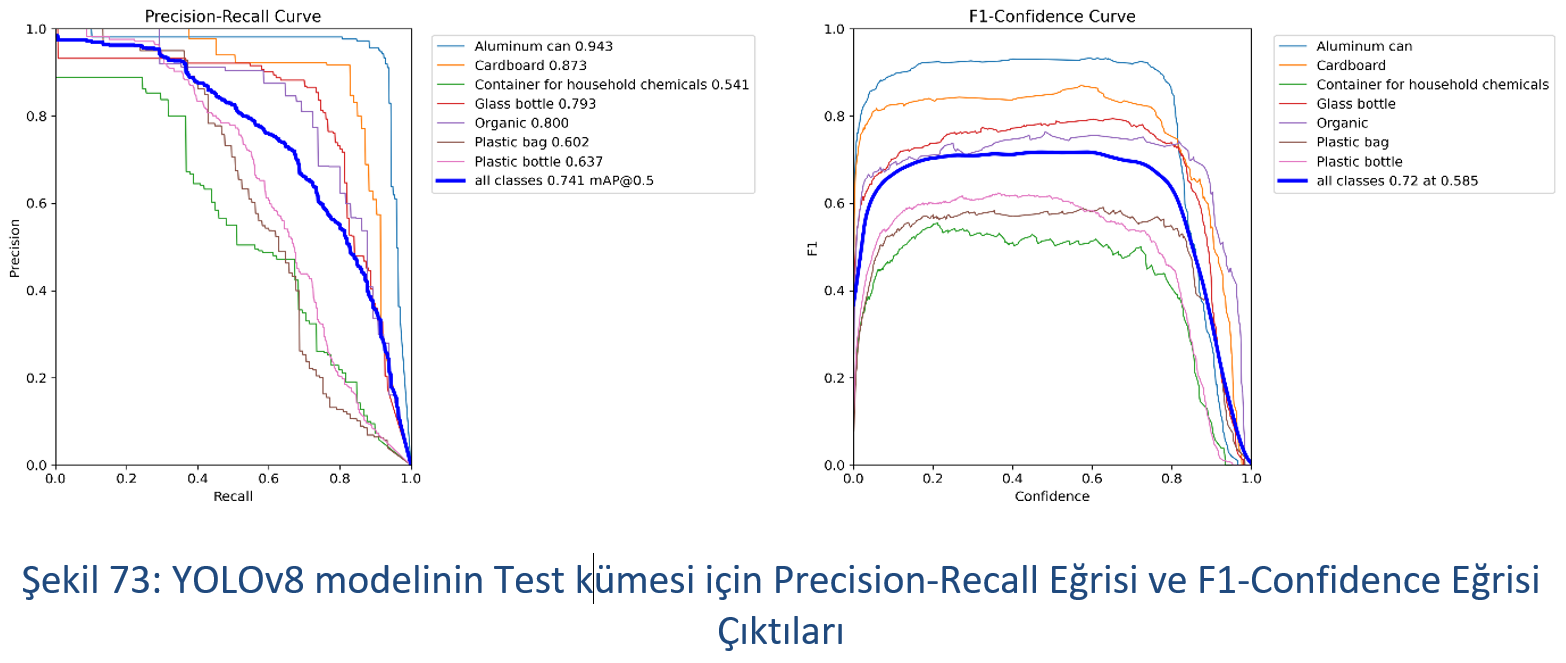 Precision-Recall Curve
1.0
0.8
0.6
0.4
0.2
0.0
Precision
0.0 0.2 0.4 0.6 0.8 1.0
Recall
Aluminum can 0.943
Cardboard 0.873
Container for household chemicals 0.541
Glass bottle 0.793
Organic 0.800
Plastic bag 0.602
Plastic bottle 0.637
all classes 0.741 mAP@0.5
F1-Confidence Curve
1.0
0.8
0.6
0.4
0.2
0.0
F1
0.0 0.2 0.4 0.6 0.8 1.0
Confidence
Aluminum can
Cardboard
Container for household chemicals
Glass bottle
Organic
Plastic bag
Plastic bottle
all classes 0.72 at 0.585
Şekil 73: YOLOv8 modelinin Test kümesi için Precision-Recall Eğrisi ve F1-Confidence Eğrisi
Çıktıları